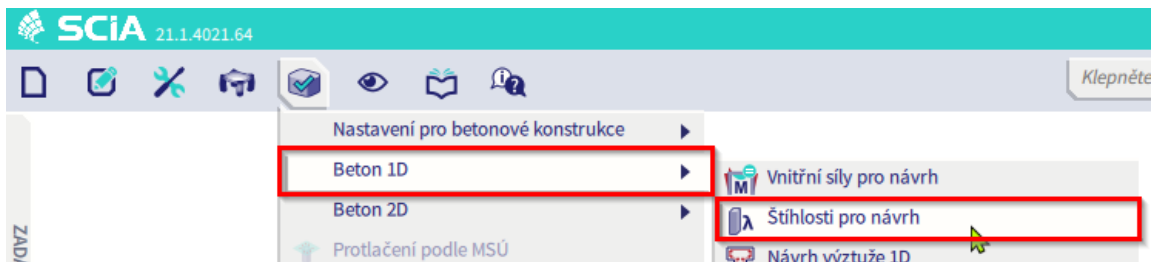 SCiA 21.1.4021.64
Klepněte
Nastavení pro betonové konstrukce
Beton 1D
Vnitřní síly pro návrh
Beton 2D
Štíhlosti pro návrh
Protlačení podle MSÚ
Návrh výztuže 1D
ZADA